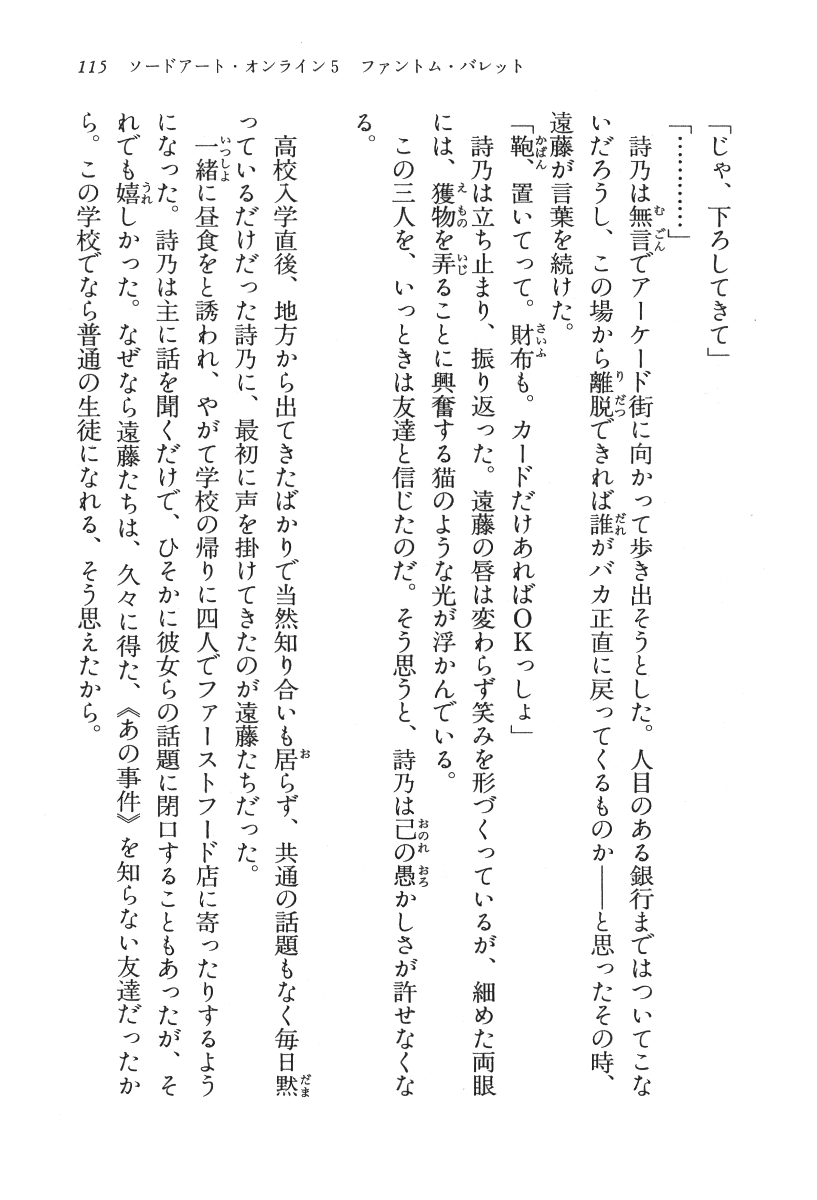 115 ソードアート・オンライン5 ファントム・バレット
「じゃ、下ろしてきて」
「…………」
詩乃は無言でアーケード街に向かって歩き出そうとした。人目のある銀行まではついてこな
いだろうし、この場から離脱できれば誰がバカ正直に戻ってくるものか――と思ったその時、
遠藤が言葉を続けた。
「鞄、置いてって。財布も。カードだけあればOKっしょ」
詩乃は立ち止まり、振り返った。遠藤の唇は変わらず笑みを形づくっているが、細めた両眼
には、獲物を弄ることに興奮する猫のような光が浮かんでいる。
この三人を、いっときは友達と信じたのだ。そう思うと、詩乃は己の愚かしさが許せなくな
る。
高校入学直後、地方から出てきたばかりで当然知り合いも居らず、共通の話題もなく毎日黙
っているだけだった詩乃に、最初に声を掛けてきたのが遠藤たちだった。
一緒に昼食をと誘われ、やがて学校の帰りに四人でファーストフード店に寄ったりするよう
になった。詩乃は主に話を聞くだけで、ひそかに彼女らの話題に閉口することもあったが、そ
れでも嬉しかった。なぜなら遠藤たちは、久々に得た、《あの事件》を知らない友達だったか
ら。この学校でなら普通の生徒になれる、そう思えたから。